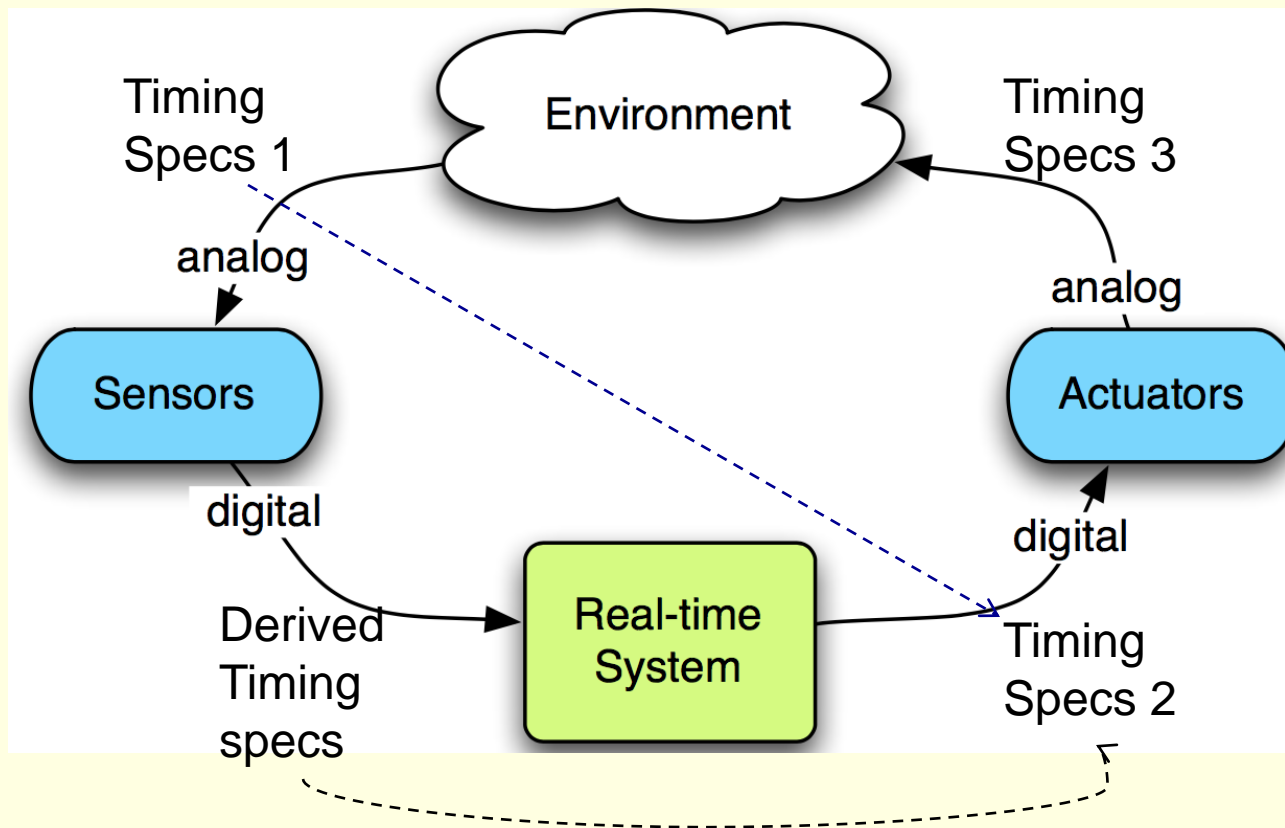 Timing
Specs 1
Environment
Timing
Specs 3
analog
analog
Sensors
Actuators
digital
digital
Derived
Timing
specs
Real-time
System
Timing
Specs 2